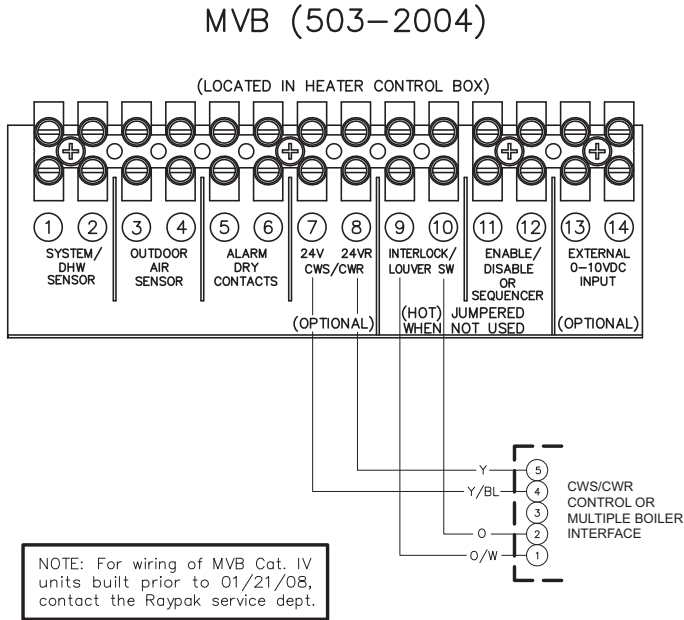 MVB (503-2004)
(LOCATED IN HEATER CONTROL BOX)
1 2 3 4 5 6 7 8 9 10 11 12 13 14
SYSTEM/
DHW
SENSOR
OUTDOOR
AIR
SENSOR
ALARM
DRY
CONTACTS
24V 24VR
CWS/CWR
(OPTIONAL)
INTERLOCK/
LOUVER SW
ENABLE/
DISABLE
OR
SEQUENCER
(HOT) JUMPERED
WHEN NOT USED
EXTERNAL
0-10VDC
INPUT
(OPTIONAL)
Y 5
Y/BL 4
3
O 2
O/W 1
CWS/CWR
CONTROL OR
MULTIPLE BOILER
INTERFACE
NOTE: For wiring of MVB Cat. IV
units built prior to 01/21/08,
contact the Raypak service dept.